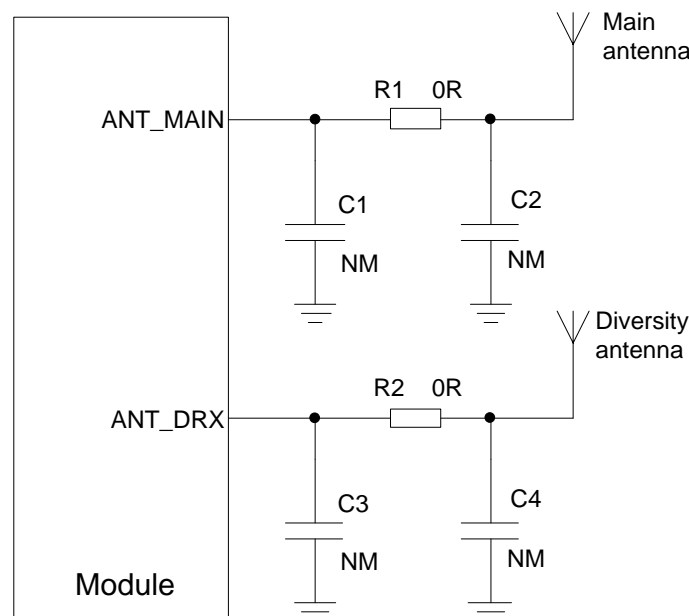 Main
antenna
R1 0R
ANT_MAIN
C1
C2
NM
NM
Diversity
antenna
R2 0R
ANT_DRX
C3
C4
NM
NM
Module